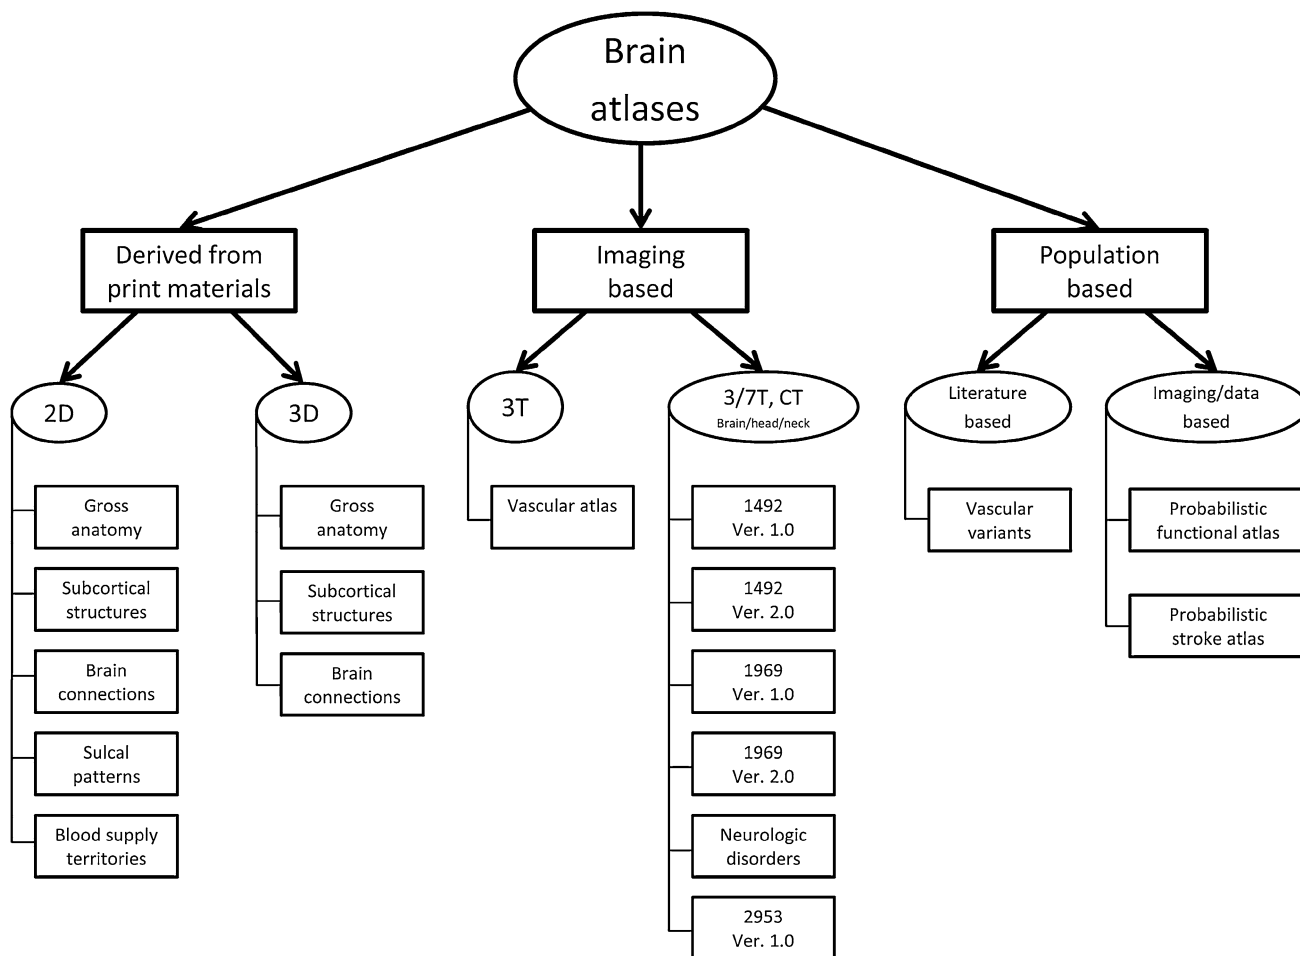 Brain
atlases
Derived from
print materials
Imaging
based
Population
based
2D
3D
3T
3/7T, CT
Brain/head/neck
Literature
based
Imaging/data
based
Gross
anatomy
Subcortical
structures
Brain
connections
Sulcal
patterns
Blood supply
territories
Gross
anatomy
Subcortical
structures
Brain
connections
Vascular atlas
1492
Ver. 1.0
1492
Ver. 2.0
1969
Ver. 1.0
1969
Ver. 2.0
Neurologic
disorders
2953
Ver. 1.0
Vascular
variants
Probabilistic
functional atlas
Probabilistic
stroke atlas